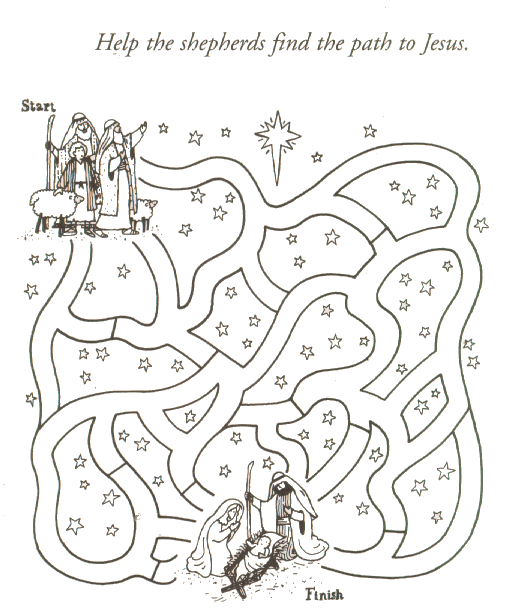 Help the shepherds find the path to Jesus.
Start
Finish